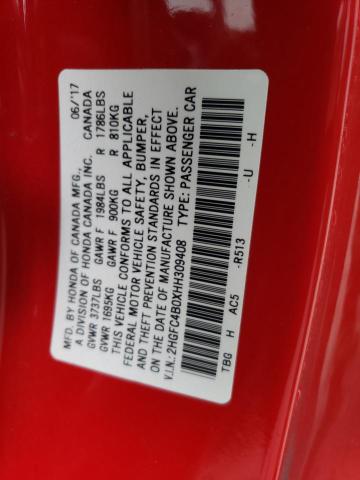 MFD. BY HONDA OF CANADA MFG., 06/'17
A DIVISION OF HONDA CANADA INC. CANADA
GVWR 3737LBS GAWR F 1984LBS R 1786LBS
GVWR 1695KG GAWR F 900KG R 810KG
THIS VEHICLE CONFORMS TO ALL APPLICABLE
FEDERAL MOTOR VEHICLE SAFETY, BUMPER,
AND THEFT PREVENTION STANDARDS IN EFFECT
ON THE DATE OF MANUFACTURE SHOWN ABOVE.
V.I.N.: 2HGFC4B0XHH309408 TYPE: PASSENGER CAR
TBG H AC5 -R513 -U -H